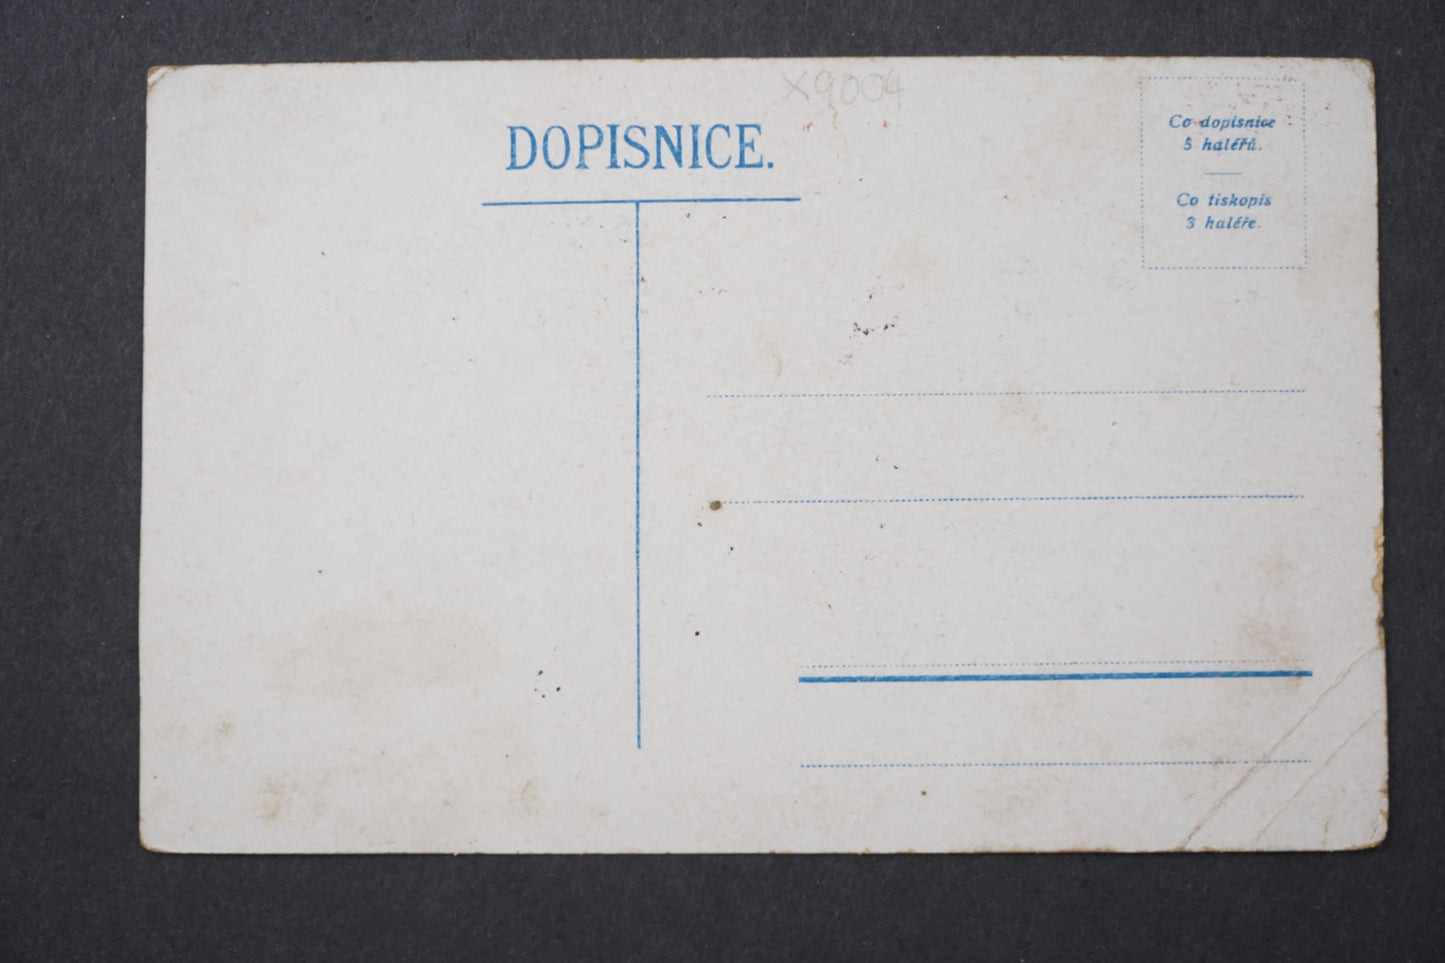 x9004
DOPISNICE.
Co dopisnice
5 haléřů.
Co tiskopis
3 haléře.